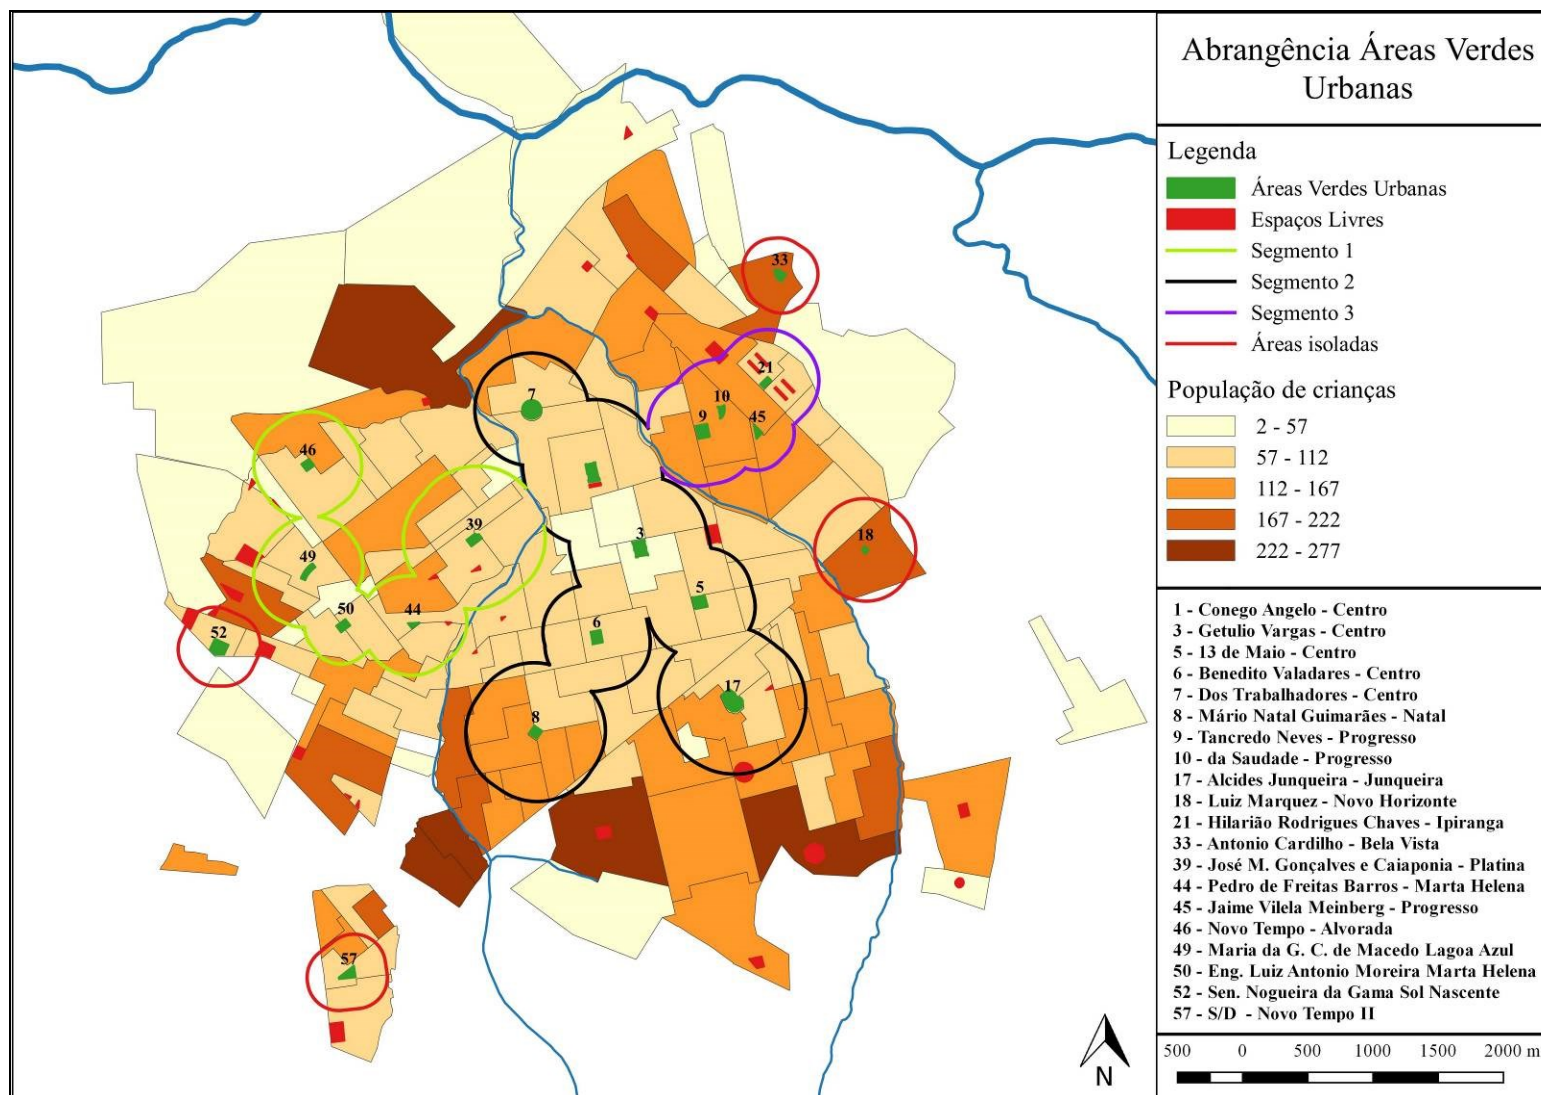 Abrangência Áreas Verdes
Urbanas
Legenda
Áreas Verdes Urbanas
Espaços Livres
Segmento 1
Segmento 2
Segmento 3
Áreas isoladas
População de crianças
2 - 57
57 - 112
112 - 167
167 - 222
222 - 277
1 - Conego Angelo - Centro
3 - Getulio Vargas - Centro
5 - 13 de Maio - Centro
6 - Benedito Valadares - Centro
7 - Dos Trabalhadores - Centro
8 - Mário Natal Guimarães - Natal
9 - Tancredo Neves - Progresso
10 - da Saudade - Progresso
17 - Alcides Junqueira - Junqueira
18 - Luiz Marquez - Novo Horizonte
21 - Hilarião Rodrigues Chaves - Ipiranga
33 - Antonio Cardilho - Bela Vista
39 - José M. Gonçalves e Caiaponia - Platina
44 - Pedro de Freitas Barros - Marta Helena
45 - Jaime Vilela Meinberg - Progresso
46 - Novo Tempo - Alvorada
49 - Maria da G. C. de Macedo Lagoa Azul
50 - Eng. Luiz Antonio Moreira Marta Helena
52 - Sen. Nogueira da Gama Sol Nascente
57 - S/D - Novo Tempo II
500 0 500 1000 1500 2000 m
N
33
21
7
10
9
45
46
39
3
18
49
5
50
44
6
52
17
8
57